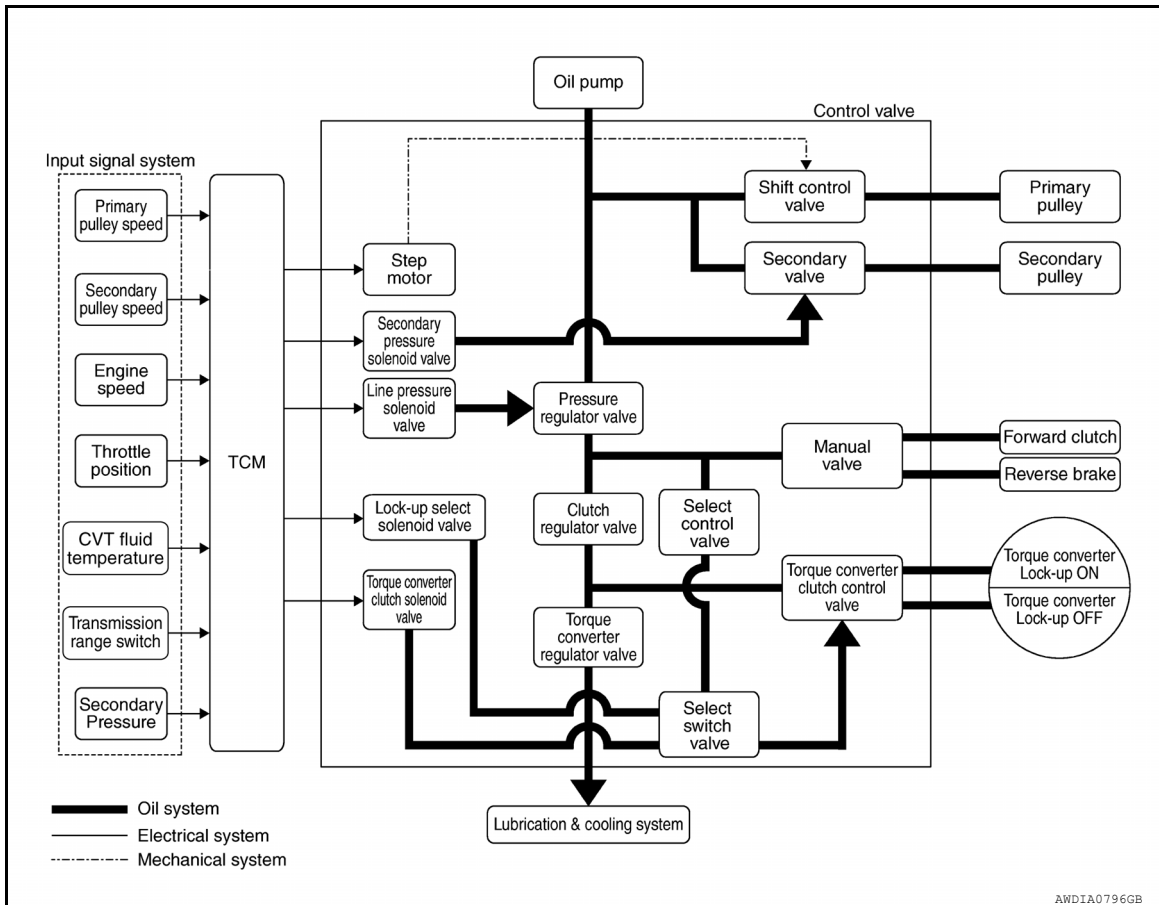 Oil pump
Control valve
Input signal system
Primary
pulley speed
Secondary
pulley speed
Engine
speed
Throttle
position
CVT fluid
temperature
Transmission
range switch
Secondary
Pressure
TCM
Step
motor
Secondary
pressure
solenoid valve
Line pressure
solenoid
valve
Lock-up select
solenoid valve
Torque converter
clutch solenoid
valve
Pressure
regulator valve
Clutch
regulator valve
Torque
converter
regulator valve
Shift control
valve
Secondary
valve
Manual
valve
Select
control
valve
Torque converter
clutch control
valve
Select
switch
valve
Primary
pulley
Secondary
pulley
Forward clutch
Reverse brake
Torque converter
Lock-up ON
Torque converter
Lock-up OFF
Lubrication & cooling system
Oil system
Electrical system
Mechanical system
AWDIA0796GB